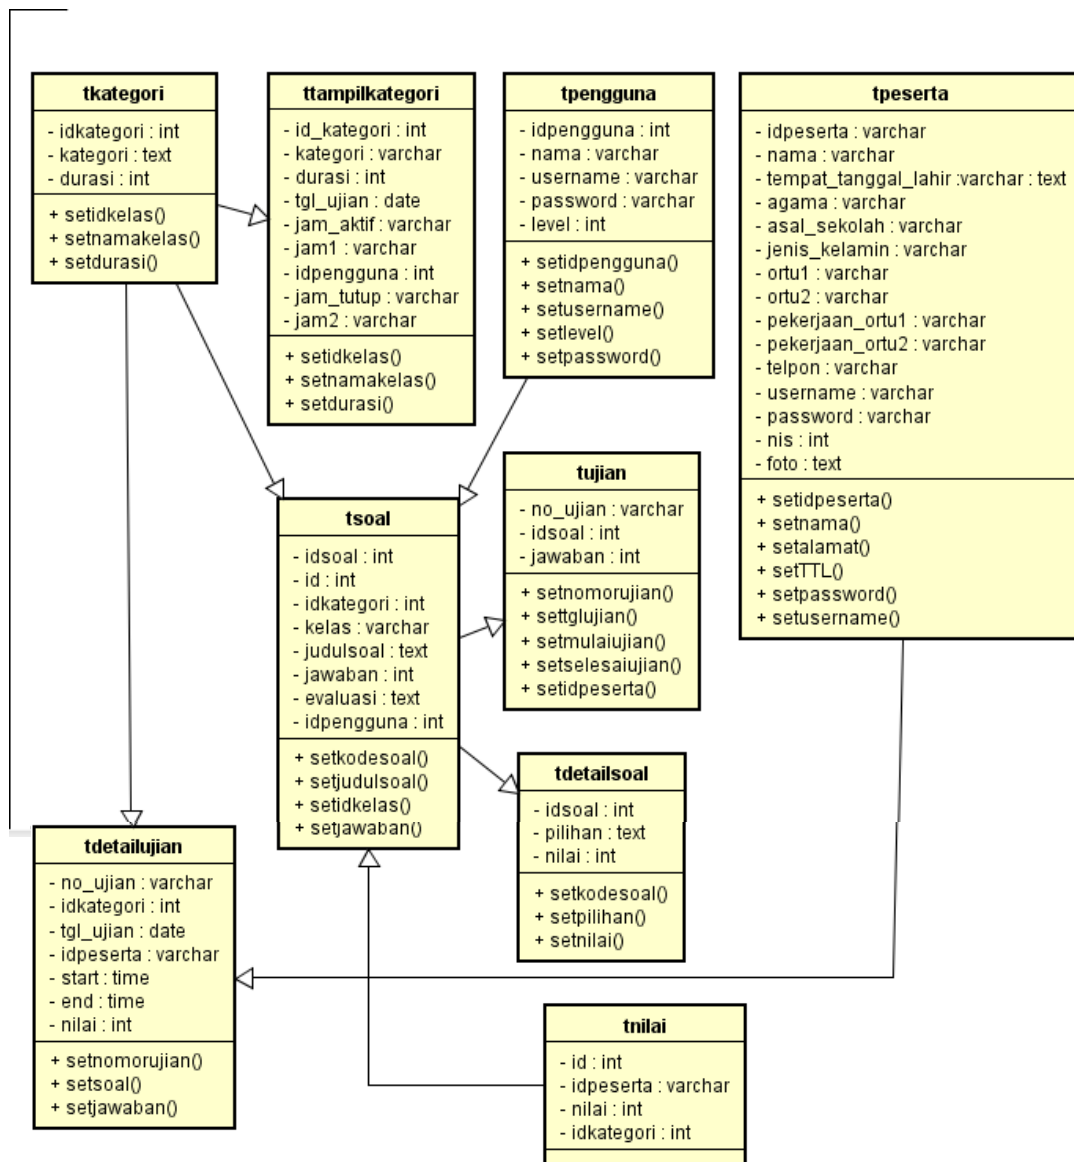 tkategori
- idkategori : int
- kategori : text
- durasi : int
+ setidkelas()
+ setnamakelas()
+ setdurasi()
ttampilkategori
- id_kategori : int
- kategori : varchar
- durasi : int
- tgl_ujian : date
- jam_aktif : varchar
- jam1 : varchar
- idpengguna : int
- jam_tutup : varchar
- jam2 : varchar
+ setidkelas()
+ setnamakelas()
+ setdurasi()
tpengguna
- idpengguna : int
- nama : varchar
- username : varchar
- password : varchar
- level : int
+ setidpengguna()
+ setnama()
+ setusername()
+ setlevel()
+ setpassword()
tpeserta
- idpeserta : varchar
- nama : varchar
- tempat_tanggal_lahir :varchar : text
- agama : varchar
- asal_sekolah : varchar
- jenis_kelamin : varchar
- ortu1 : varchar
- ortu2 : varchar
- pekerjaan_ortu1 : varchar
- pekerjaan_ortu2 : varchar
- telpon : varchar
- username : varchar
- password : varchar
- nis : int
- foto : text
+ setidpeserta()
+ setnama()
+ setalamat()
+ setTTL()
+ setpassword()
+ setusername()
tsoal
- idsoal : int
- id : int
- idkategori : int
- kelas : varchar
- judulsoal : text
- jawaban : int
- evaluasi : text
- idpengguna : int
+ setkodesoal()
+ setjudulsoal()
+ setidkelas()
+ setjawaban()
tujian
- no_ujian : varchar
- idsoal : int
- jawaban : int
+ setnomorujian()
+ settglujian()
+ setmulaiujian()
+ setselesaiujian()
+ setidpeserta()
tdetailsoal
- idsoal : int
- pilihan : text
- nilai : int
+ setkodesoal()
+ setpilihan()
+ setnilai()
tdetailujian
- no_ujian : varchar
- idkategori : int
- tgl_ujian : date
- idpeserta : varchar
- start : time
- end : time
- nilai : int
+ setnomorujian()
+ setsoal()
+ setjawaban()
tnilai
- id : int
- idpeserta : varchar
- nilai : int
- idkategori : int